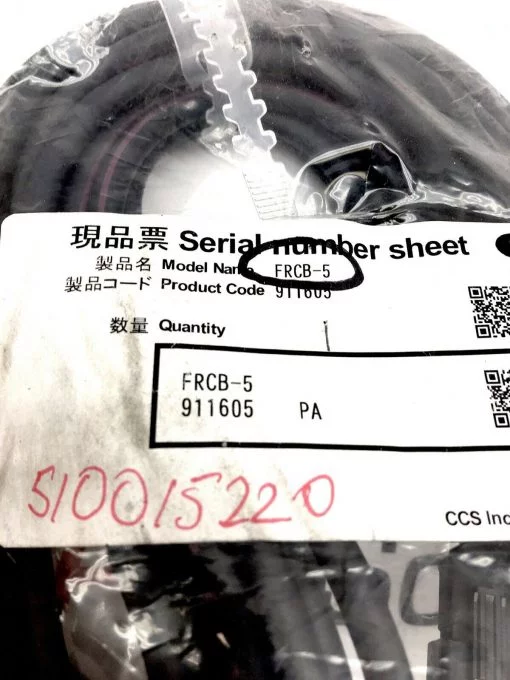 現品票 Serial number sheet
製品名 Model Name FRCB-5
製品コード Product Code 911605
数量 Quantity
FRCB-5
911605 PA
510015220
CCS Inc